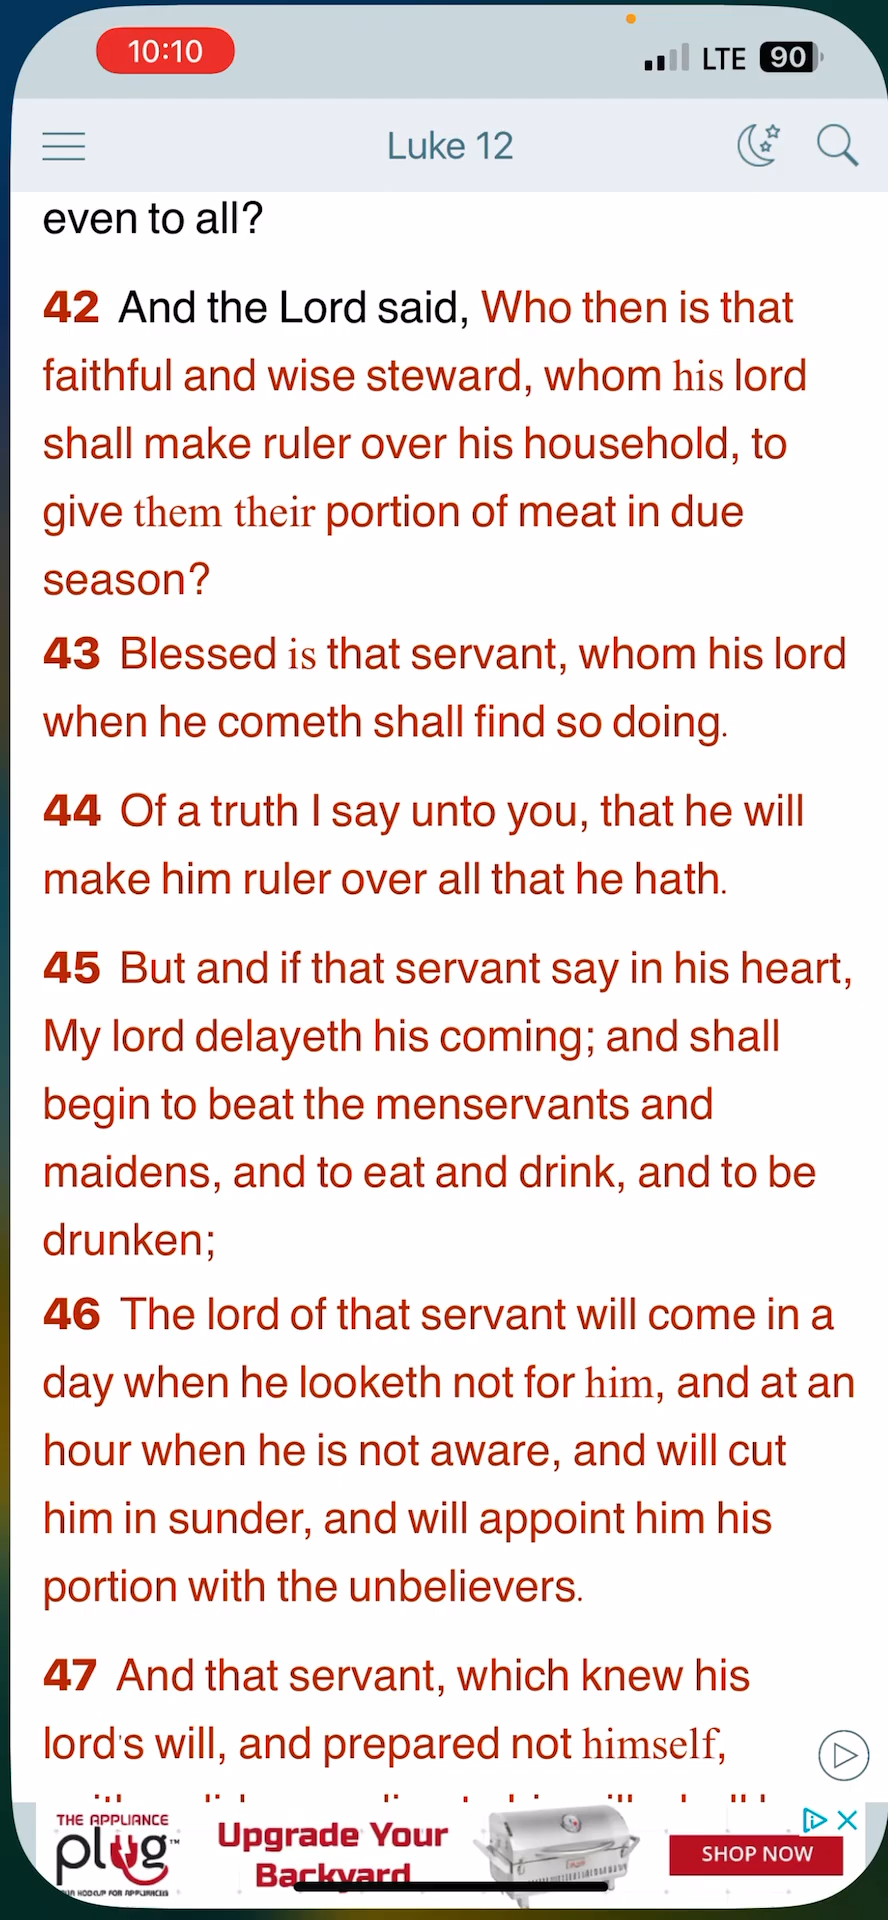 10:10
LTE 90
Luke 12
even to all?
42 And the Lord said, Who then is that
faithful and wise steward, whom his lord
shall make ruler over his household, to
give them their portion of meat in due
season?
43 Blessed is that servant, whom his lord
when he cometh shall find so doing.
44 Of a truth I say unto you, that he will
make him ruler over all that he hath.
45 But and if that servant say in his heart,
My lord delayeth his coming; and shall
begin to beat the menservants and
maidens, and to eat and drink, and to be
drunken;
46 The lord of that servant will come in a
day when he looketh not for him, and at an
hour when he is not aware, and will cut
him in sunder, and will appoint him his
portion with the unbelievers.
47 And that servant, which knew his
lord's will, and prepared not himself,
THE APPLIANCE
plug™
HOOKUP FOR APPLIANCES
Upgrade Your
Backyard
SHOP NOW